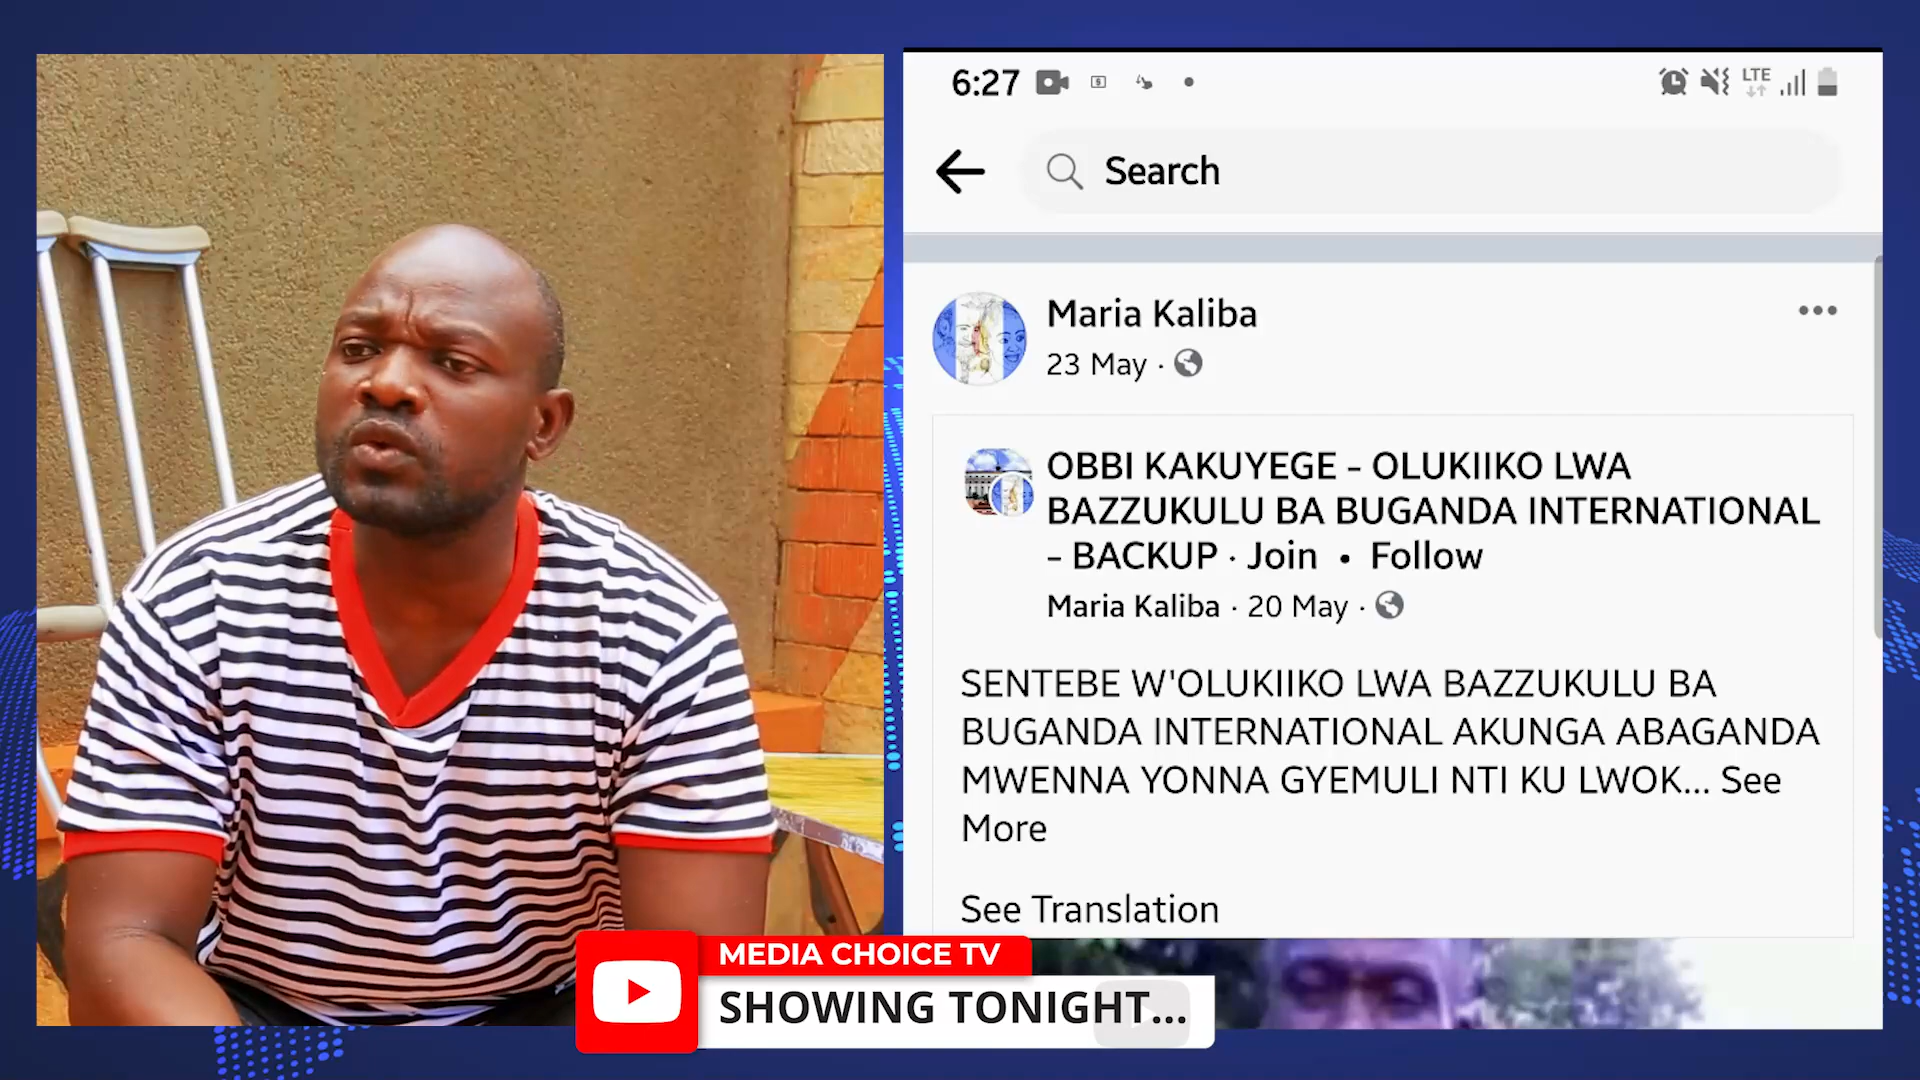 6:27
LTE
Search
Maria Kaliba
23 May ·
OBBI KAKUYEGE - OLUKIIKO LWA
BAZZUKULU BA BUGANDA INTERNATIONAL
- BACKUP · Join • Follow
Maria Kaliba · 20 May ·
SENTEBE W'OLUKIIKO LWA BAZZUKULU BA
BUGANDA INTERNATIONAL AKUNGA ABAGANDA
MWENNA YONNA GYEMULI NTI KU LWOK... See
More
See Translation
MEDIA CHOICE TV
SHOWING TONIGHT...